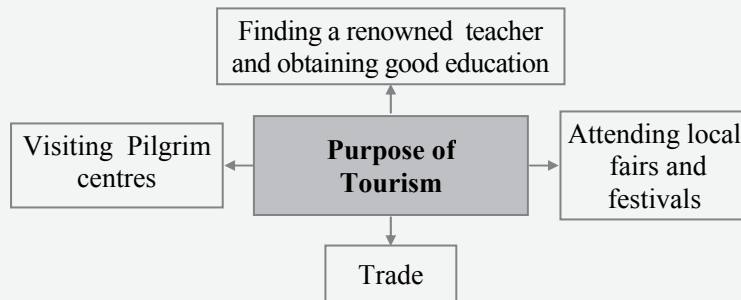 Finding a renowned teacher
and obtaining good education
Visiting Pilgrim
centres
Purpose of
Tourism
Attending local
fairs and
festivals
Trade